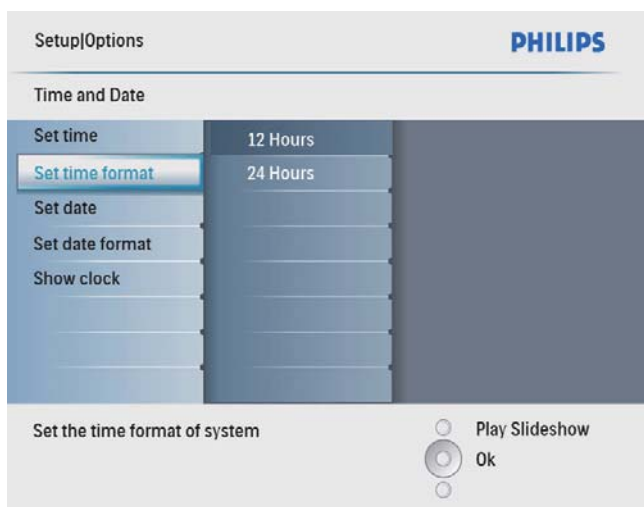 Setup|Options
PHILIPS
Time and Date
Set time
12 Hours
Set time format
24 Hours
Set date
Set date format
Show clock
Set the time format of system
Play Slideshow
Ok